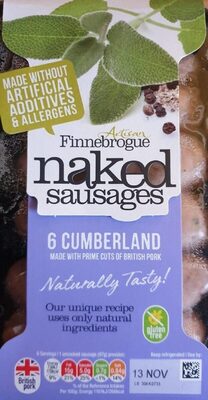 MADE WITHOUT
ARTIFICIAL
ADDITIVES
& ALLERGENS
Artisan
Finnebrogue
naked
sausages
6 CUMBERLAND
MADE WITH PRIME CUTS OF BRITISH PORK
Naturally Tasty!
Our unique recipe
uses only natural
ingredients
gluten
free
British
pork
13 NOV